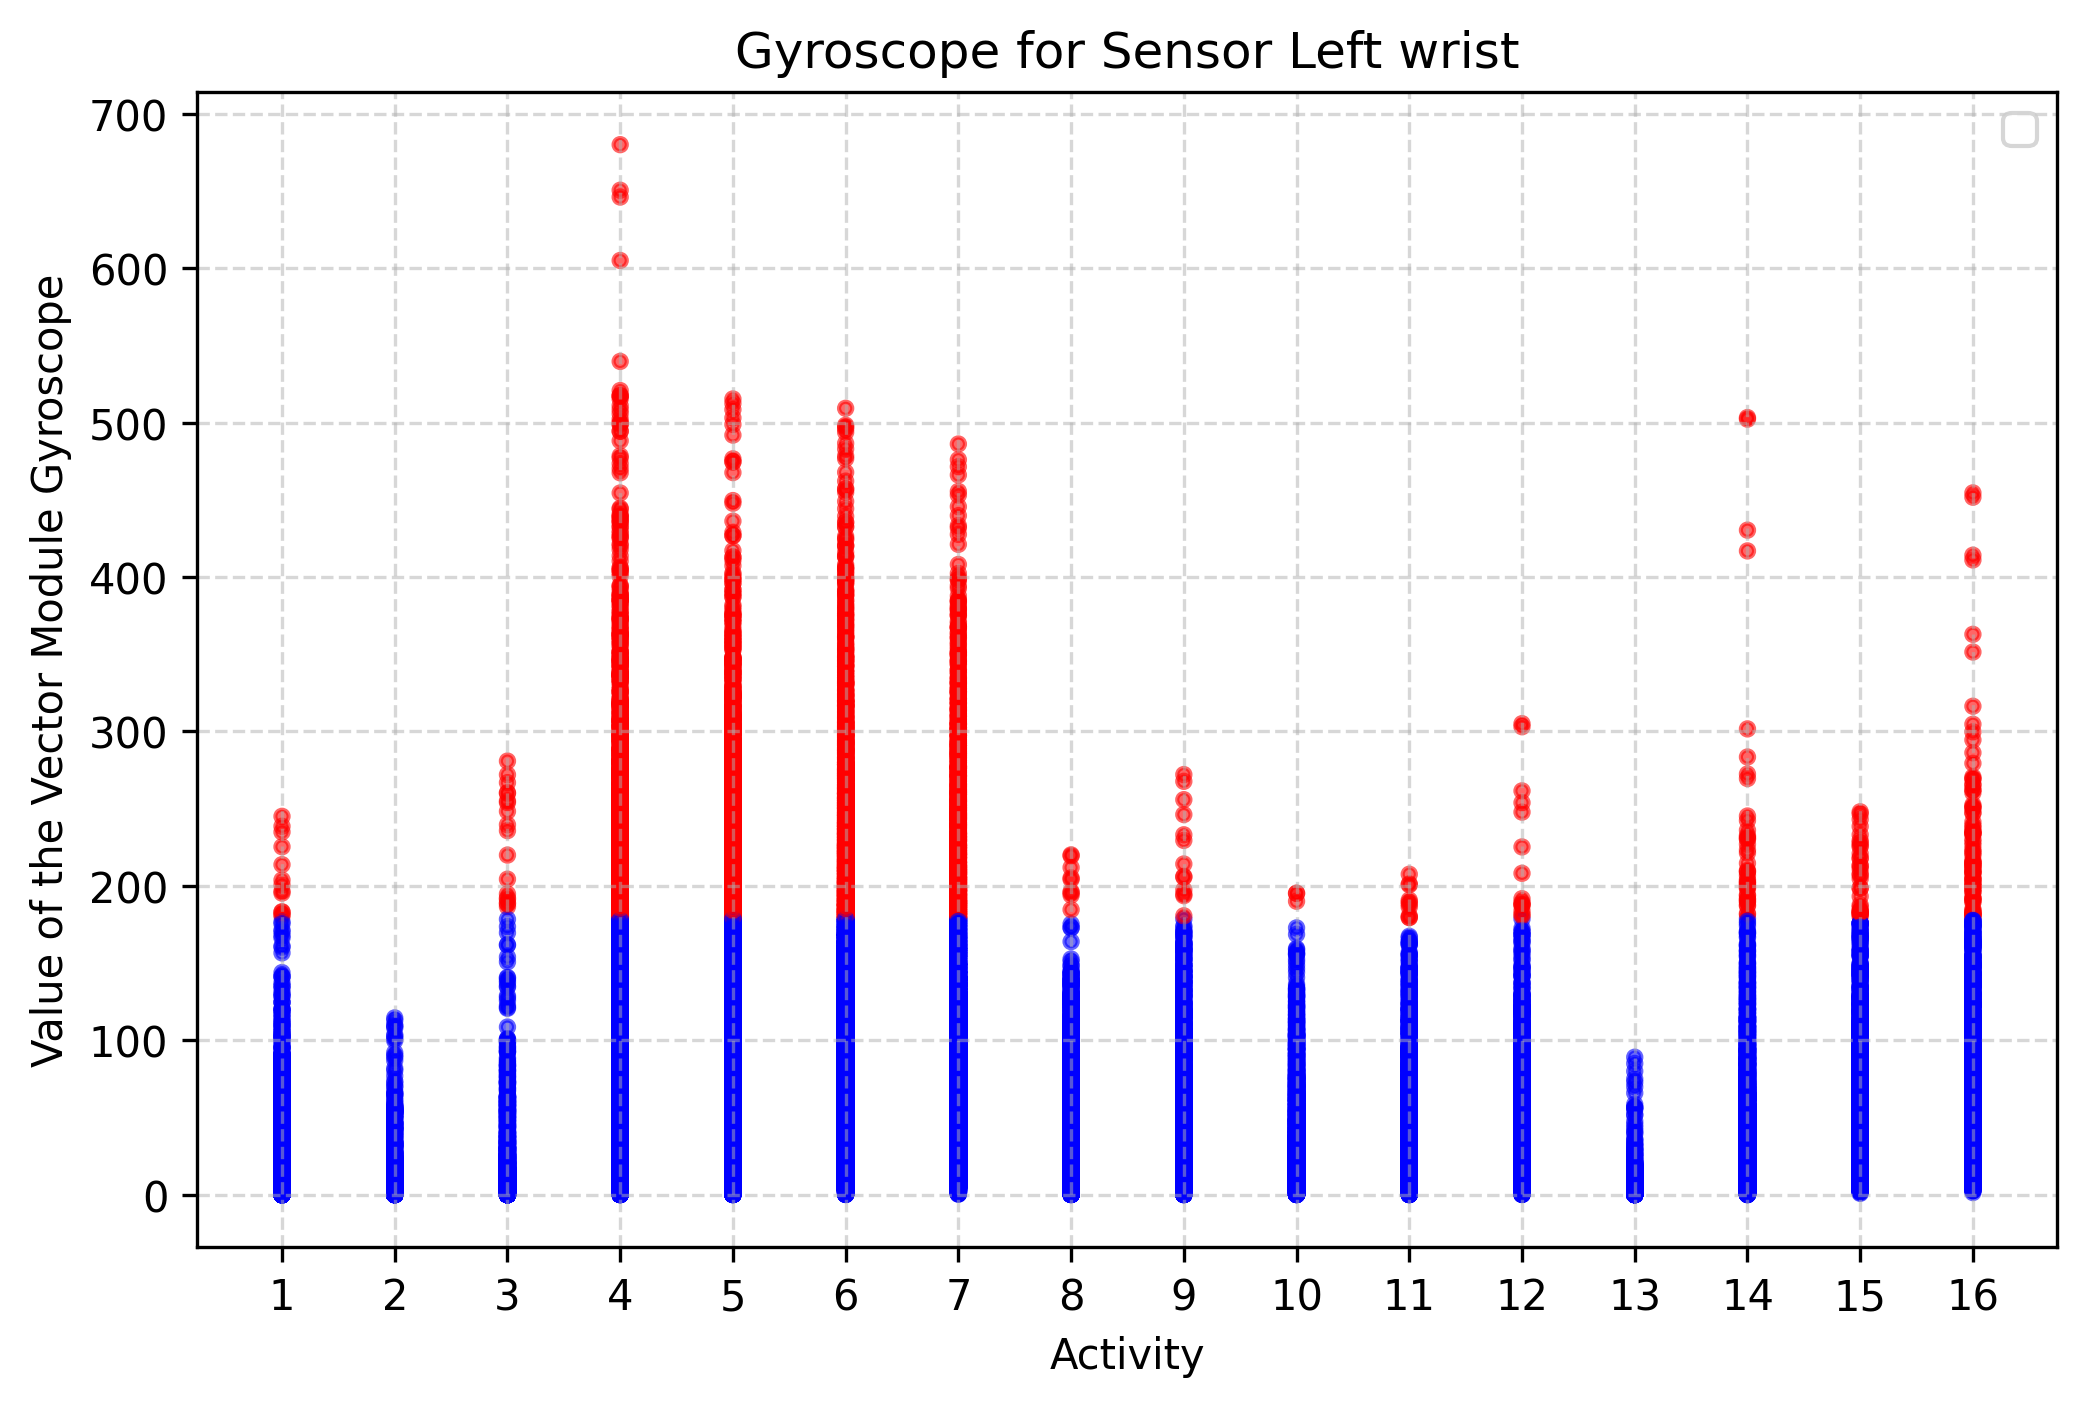 Gyroscope for Sensor Left wrist
Value of the Vector Module Gyroscope
700
600
500
400
300
200
100
0
1 2 3 4 5 6 7 8 9 10 11 12 13 14 15 16
Activity